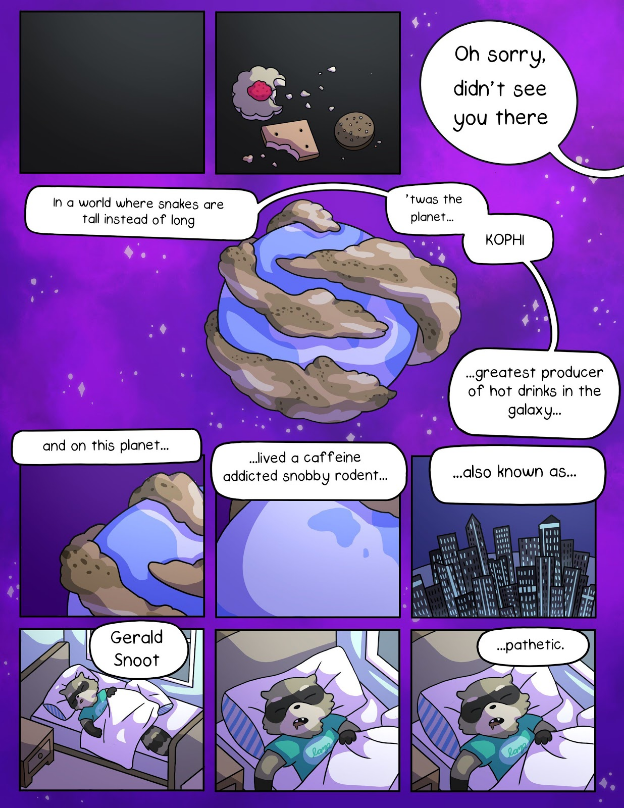 Oh sorry,
didn't see
you there
In a world where snakes are
tall instead of long
'twas the
planet...
KOPHI
...greatest producer
of hot drinks in the
galaxy...
and on this planet...
...lived a caffeine
addicted snobby rodent...
...also known as...
Gerald
Snoot
...pathetic.